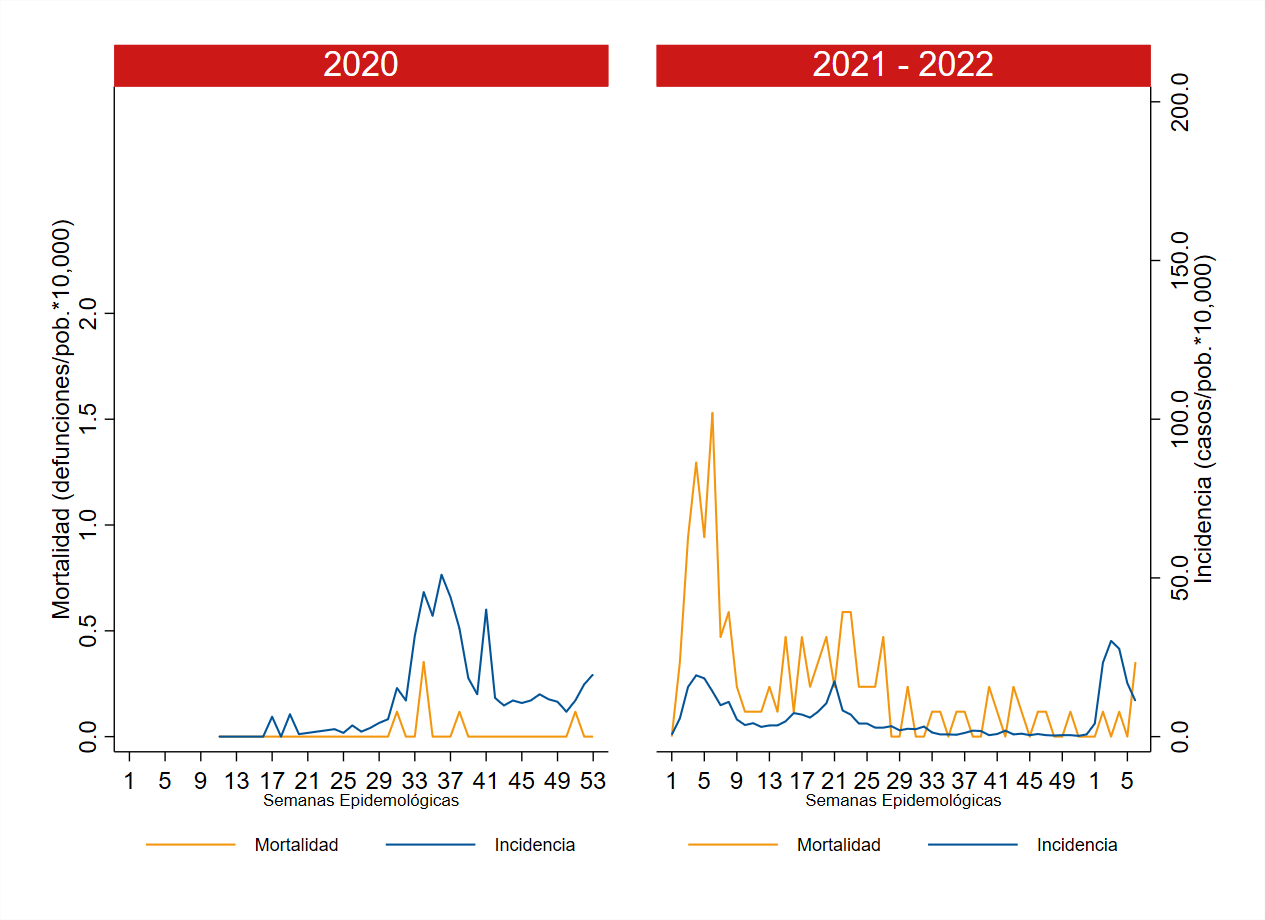 2020
Mortalidad (defunciones/pob.*10,000)
2.0
1.5
1.0
0.5
0.0
1 5 9 13 17 21 25 29 33 37 41 45 49 53
Semanas Epidemológicas
Mortalidad Incidencia
2021 - 2022
200.0
150.0
100.0
50.0
0.0
Incidencia (casos/pob.*10,000)
1 5 9 13 17 21 25 29 33 37 41 45 49 1 5
Semanas Epidemológicas
Mortalidad Incidencia